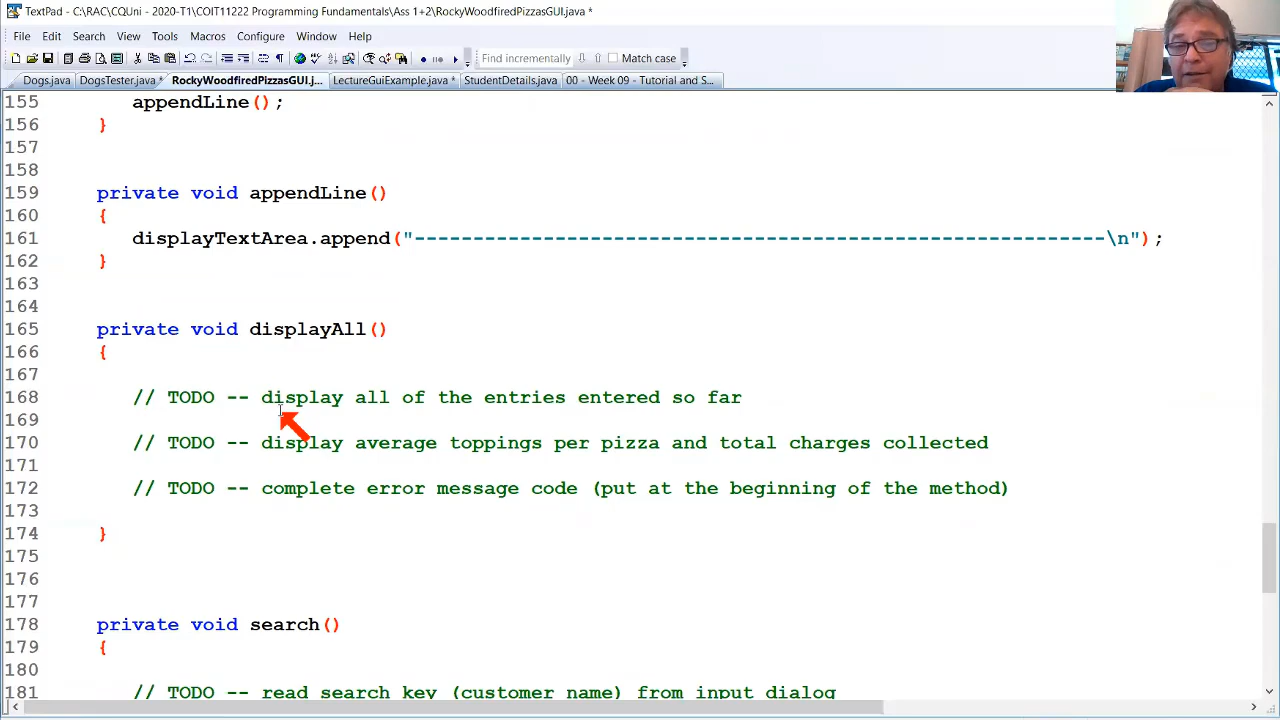 TextPad - C:\RAC\CQUni - 2020-T1\COIT11222 Programming Fundamentals\Ass 1+2\RockyWoodfiredPizzasGUI.java *
File Edit Search View Tools Macros Configure Window Help
Find incrementally Match case
Dogs.java DogsTester.java * RockyWoodfiredPizzasGUI.j... LectureGuiExample.java * StudentDetails.java 00 - Week 09 - Tutorial and S...
155 appendLine();
156 }
157
158
159 private void appendLine()
160 {
161 displayTextArea.append("-----------------------------------------------------------\n");
162 }
163
164
165 private void displayAll()
166 {
167
168 // TODO -- display all of the entries entered so far
169
170 // TODO -- display average toppings per pizza and total charges collected
171
172 // TODO -- complete error message code (put at the beginning of the method)
173
174 }
175
176
177
178 private void search()
179 {
180
181 // TODO -- read search key (customer name) from input dialog